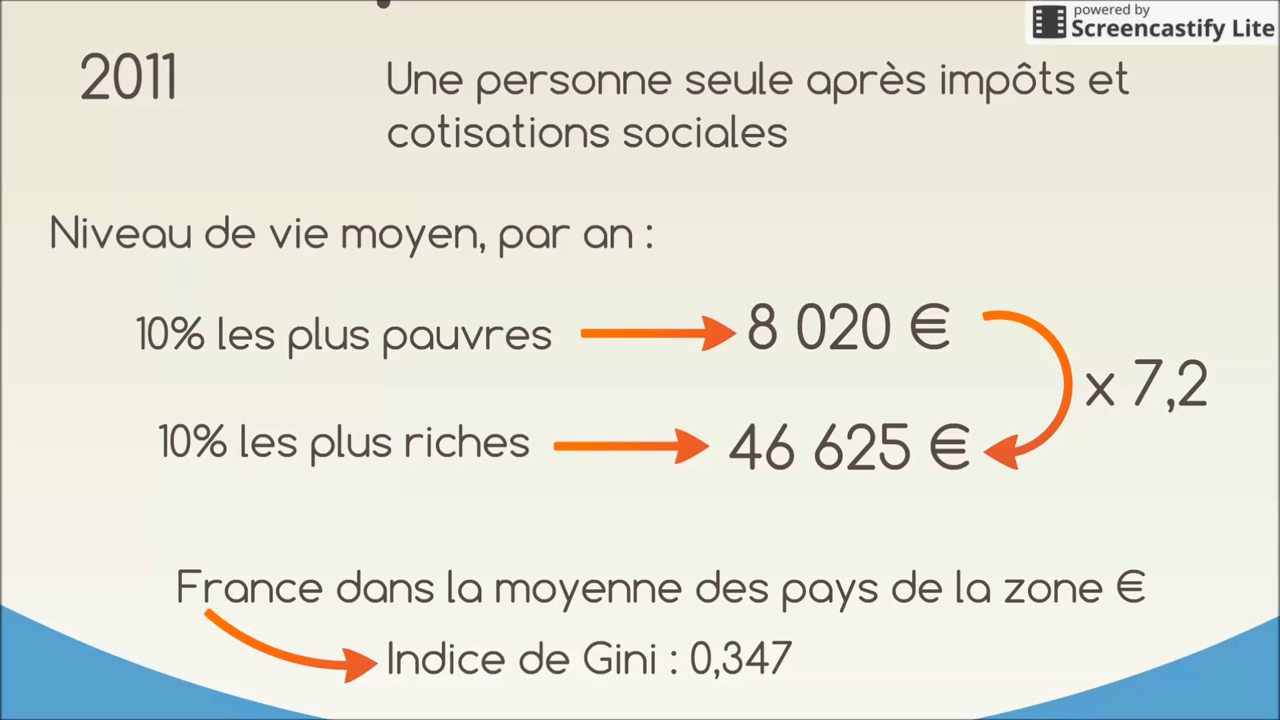 powered by
Screencastify Lite
2011
Une personne seule après impôts et
cotisations sociales
Niveau de vie moyen, par an :
10% les plus pauvres
8 020 €
x 7,2
10% les plus riches
46 625 €
France dans la moyenne des pays de la zone €
Indice de Gini : 0,347